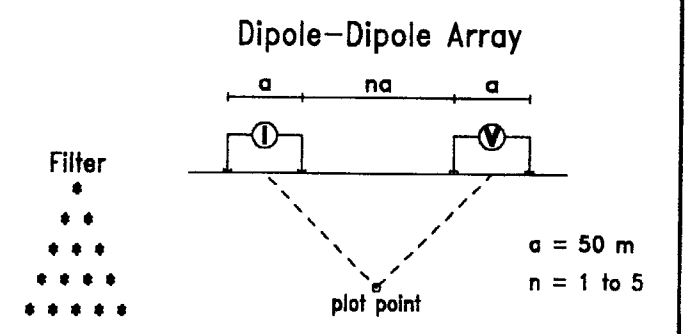 Dipole-Dipole Array
a na a
I V
Filter
*
* *
* * *
* * * *
* * * * *
a = 50 m
n = 1 to 5
plot point